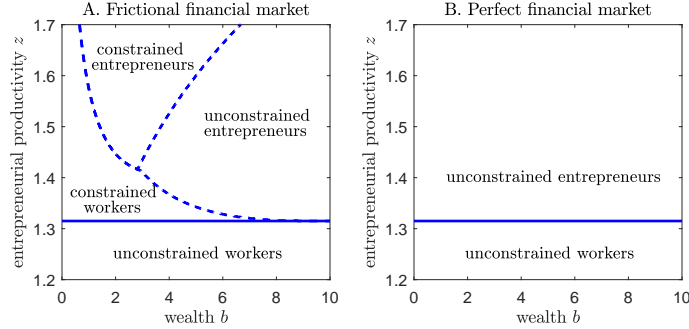 A. Frictional financial market
entrepreneurial productivity z
1.7
1.6
1.5
1.4
1.3
1.2
constrained
entrepreneurs
unconstrained
entrepreneurs
constrained
workers
unconstrained workers
0 2 4 6 8 10
wealth b
B. Perfect financial market
entrepreneurial productivity z
1.7
1.6
1.5
1.4
1.3
1.2
unconstrained entrepreneurs
unconstrained workers
0 2 4 6 8 10
wealth b